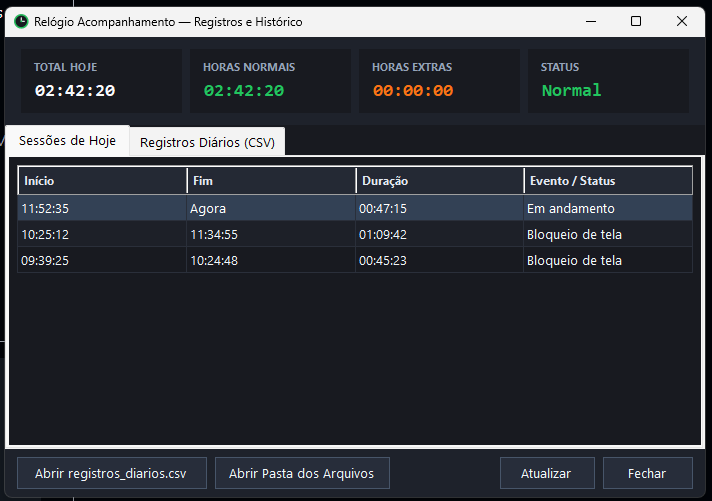 Relógio Acompanhamento — Registros e Histórico
TOTAL HOJE HORAS NORMAIS HORAS EXTRAS STATUS
02:42:20 02:42:20 00:00:00 Normal
Sessões de Hoje Registros Diários (CSV)
Início Fim Duração Evento / Status
11:52:35 Agora 00:47:15 Em andamento
10:25:12 11:34:55 01:09:42 Bloqueio de tela
09:39:25 10:24:48 00:45:23 Bloqueio de tela
Abrir registros_diarios.csv Abrir Pasta dos Arquivos Atualizar Fechar